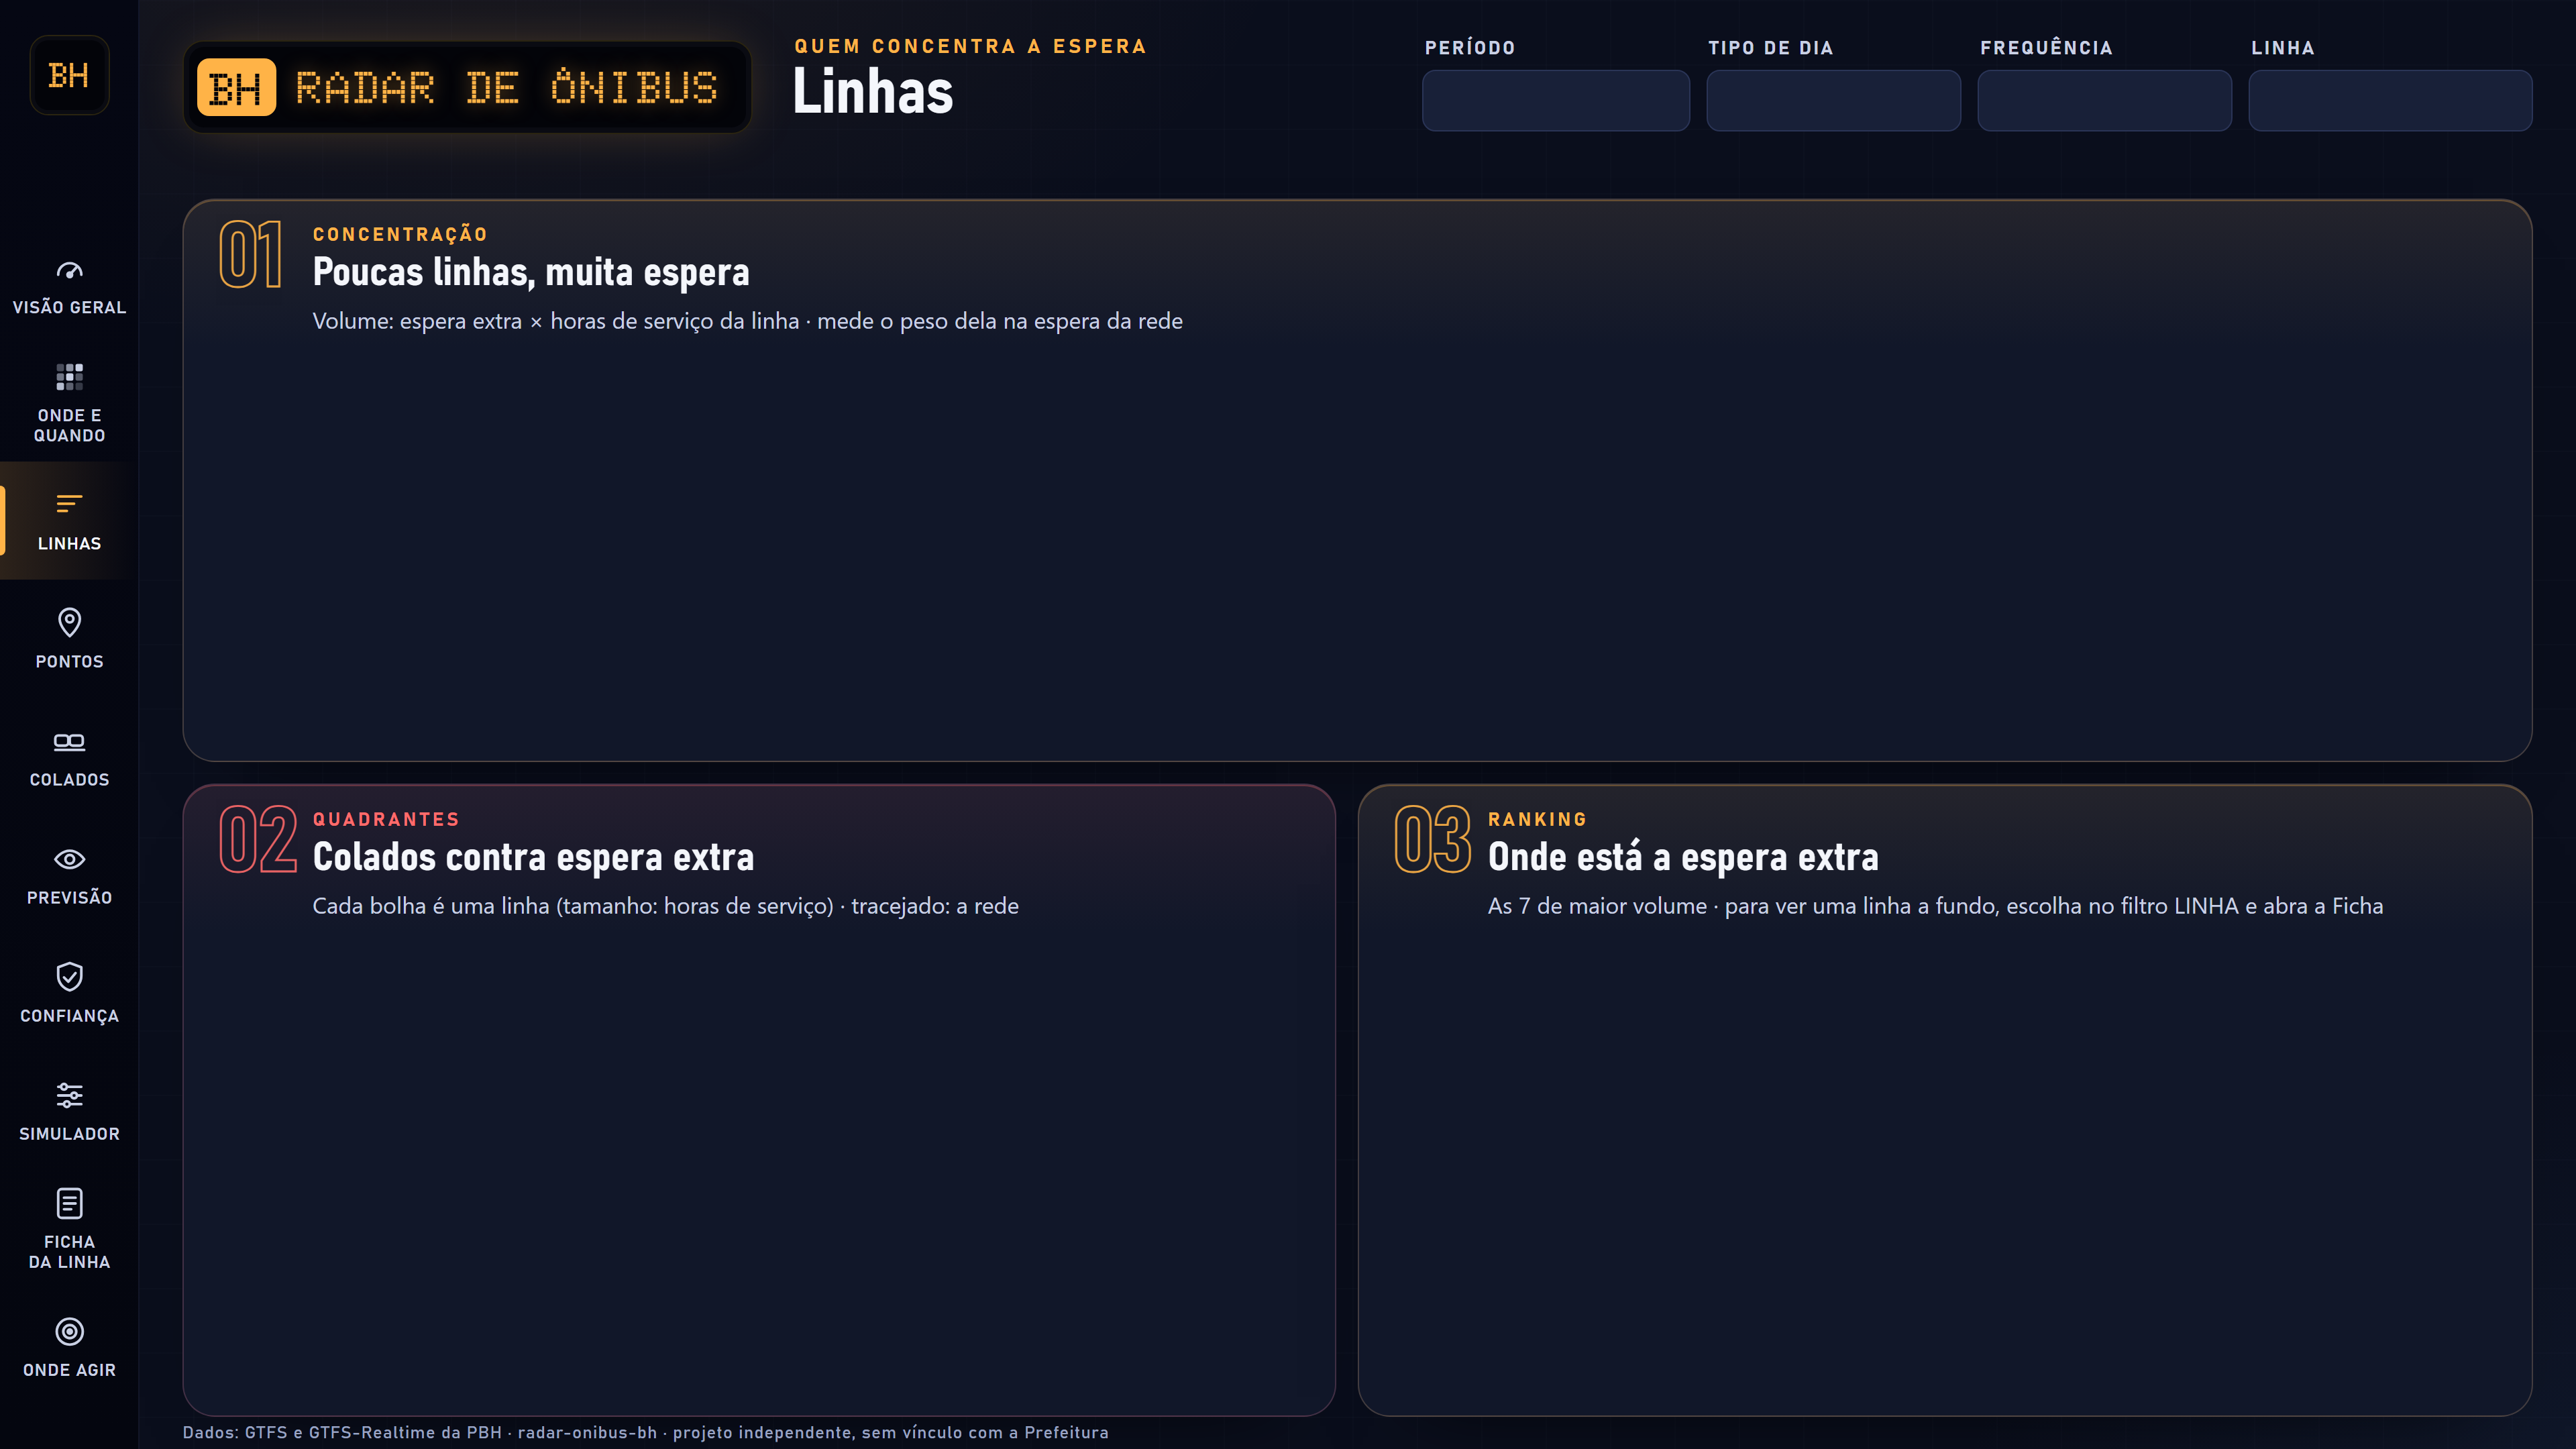 BH
BH RADAR DE ÔNIBUS
QUEM CONCENTRA A ESPERA
Linhas
PERÍODO
TIPO DE DIA
FREQUÊNCIA
LINHA
VISÃO GERAL
ONDE E
QUANDO
LINHAS
PONTOS
COLADOS
PREVISÃO
CONFIANÇA
SIMULADOR
FICHA
DA LINHA
ONDE AGIR
01
CONCENTRAÇÃO
Poucas linhas, muita espera
Volume: espera extra × horas de serviço da linha · mede o peso dela na espera da rede
02
QUADRANTES
Colados contra espera extra
Cada bolha é uma linha (tamanho: horas de serviço) · tracejado: a rede
03
RANKING
Onde está a espera extra
As 7 de maior volume · para ver uma linha a fundo, escolha no filtro LINHA e abra a Ficha
Dados: GTFS e GTFS-Realtime da PBH · radar-onibus-bh · projeto independente, sem vínculo com a Prefeitura